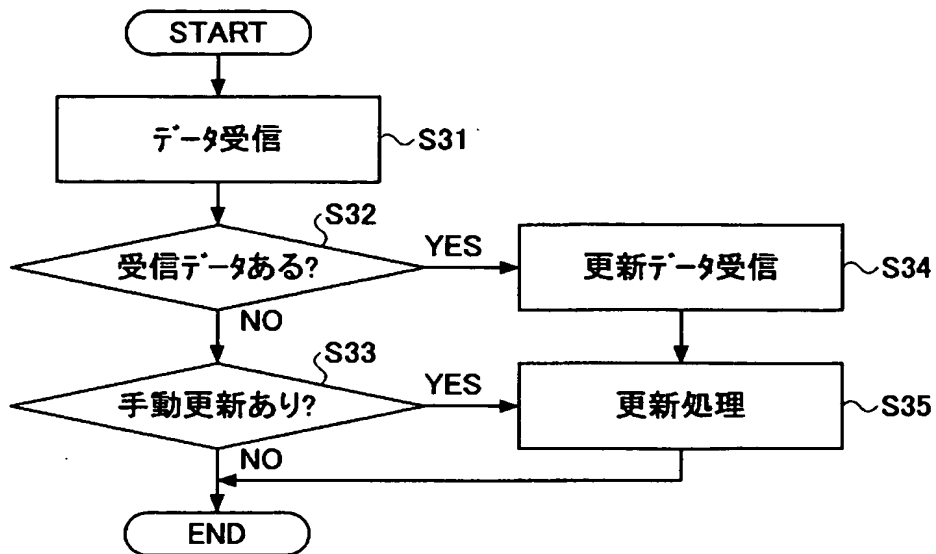 START
データ受信
S31
S32
受信データある?
YES
更新データ受信
S34
NO
S33
手動更新あり?
YES
更新処理
S35
NO
END